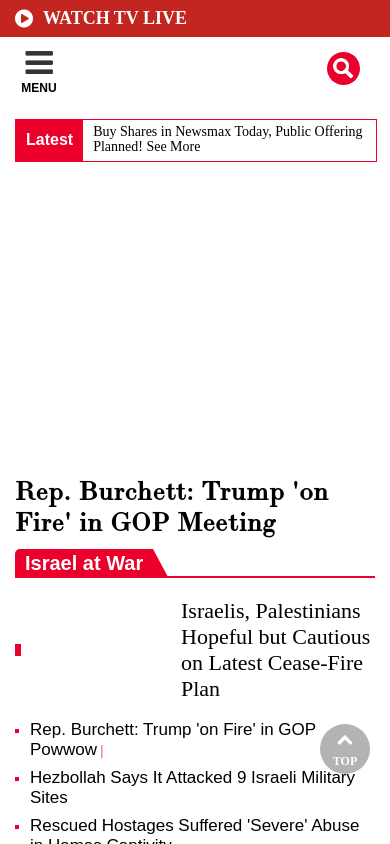 WATCH TV LIVE
MENU
Latest
Buy Shares in Newsmax Today, Public Offering
Planned! See More
Rep. Burchett: Trump 'on
Fire' in GOP Meeting
Israel at War
Israelis, Palestinians
Hopeful but Cautious
on Latest Cease-Fire
Plan
Rep. Burchett: Trump 'on Fire' in GOP
Powwow |
TOP
Hezbollah Says It Attacked 9 Israeli Military
Sites
Rescued Hostages Suffered 'Severe' Abuse
in Hamas Captivity